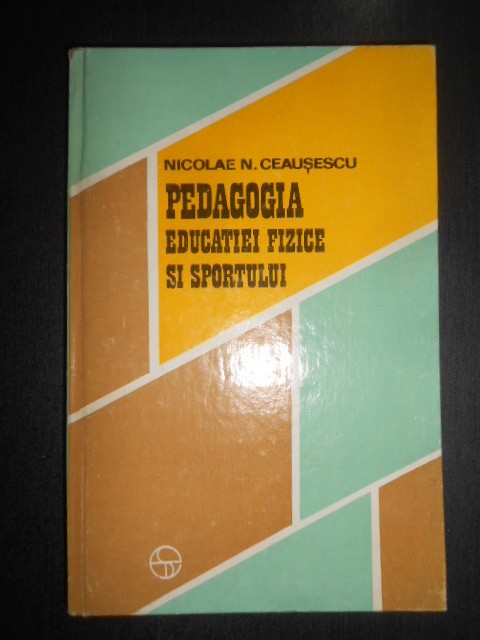 NICOLAE N. CEAUȘESCU
PEDAGOGIA
EDUCATIEI FIZICE
SI SPORTULUI